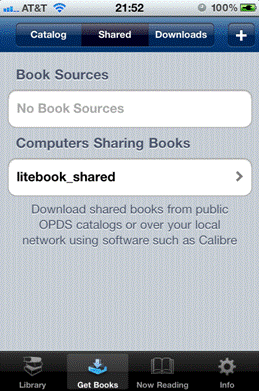 AT&T 21:52 100%
Catalog Shared Downloads +
Book Sources
No Book Sources
Computers Sharing Books
litebook_shared
Download shared books from public
OPDS catalogs or over your local
network using software such as Calibre
Library Get Books Now Reading Info